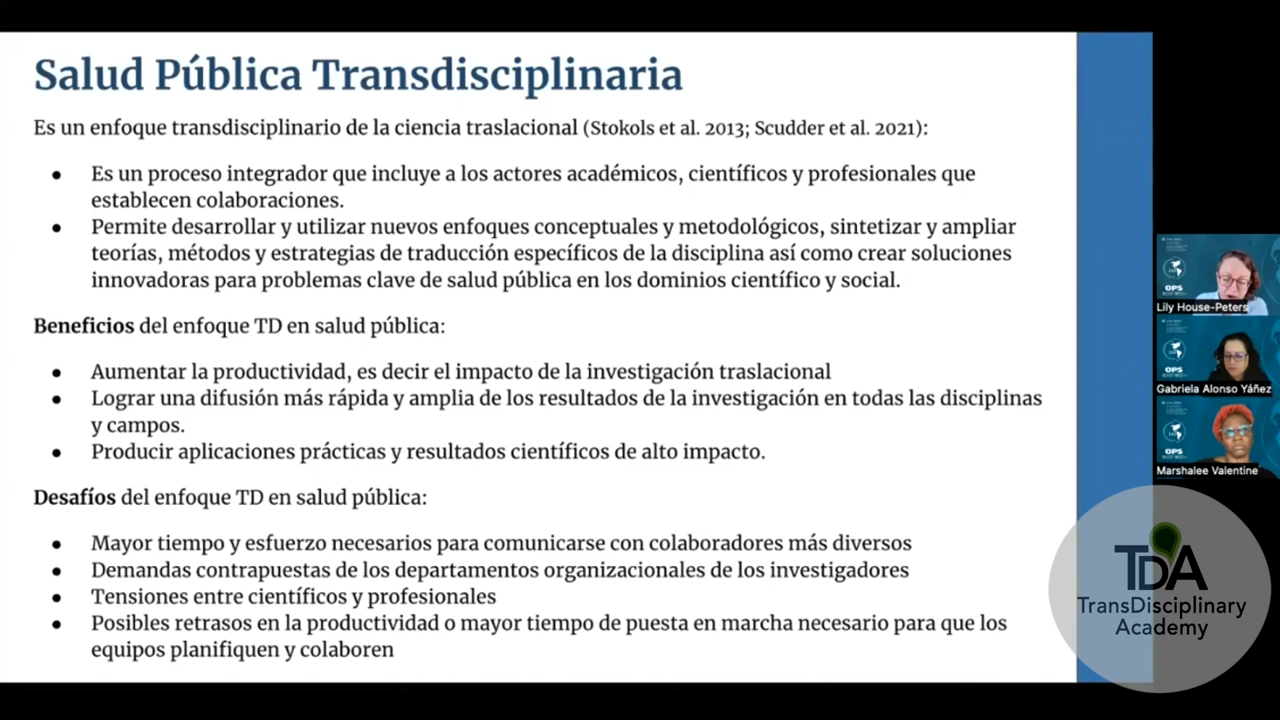 Salud Pública Transdisciplinaria
Es un enfoque transdisciplinario de la ciencia traslacional (Stokols et al. 2013; Scudder et al. 2021):
● Es un proceso integrador que incluye a los actores académicos, científicos y profesionales que
establecen colaboraciones.
● Permite desarrollar y utilizar nuevos enfoques conceptuales y metodológicos, sintetizar y ampliar
teorías, métodos y estrategias de traducción específicos de la disciplina así como crear soluciones
innovadoras para problemas clave de salud pública en los dominios científico y social.
Beneficios del enfoque TD en salud pública:
● Aumentar la productividad, es decir el impacto de la investigación traslacional
● Lograr una difusión más rápida y amplia de los resultados de la investigación en todas las disciplinas
y campos.
● Producir aplicaciones prácticas y resultados científicos de alto impacto.
Desafíos del enfoque TD en salud pública:
● Mayor tiempo y esfuerzo necesarios para comunicarse con colaboradores más diversos
● Demandas contrapuestas de los departamentos organizacionales de los investigadores
● Tensiones entre científicos y profesionales
● Posibles retrasos en la productividad o mayor tiempo de puesta en marcha necesario para que los
equipos planifiquen y colaboren
OPS
Lily House-Peters
OPS
Gabriela Alonso Yáñez
OPS
Marshalee Valentine
TDA
TransDisciplinary
Academy